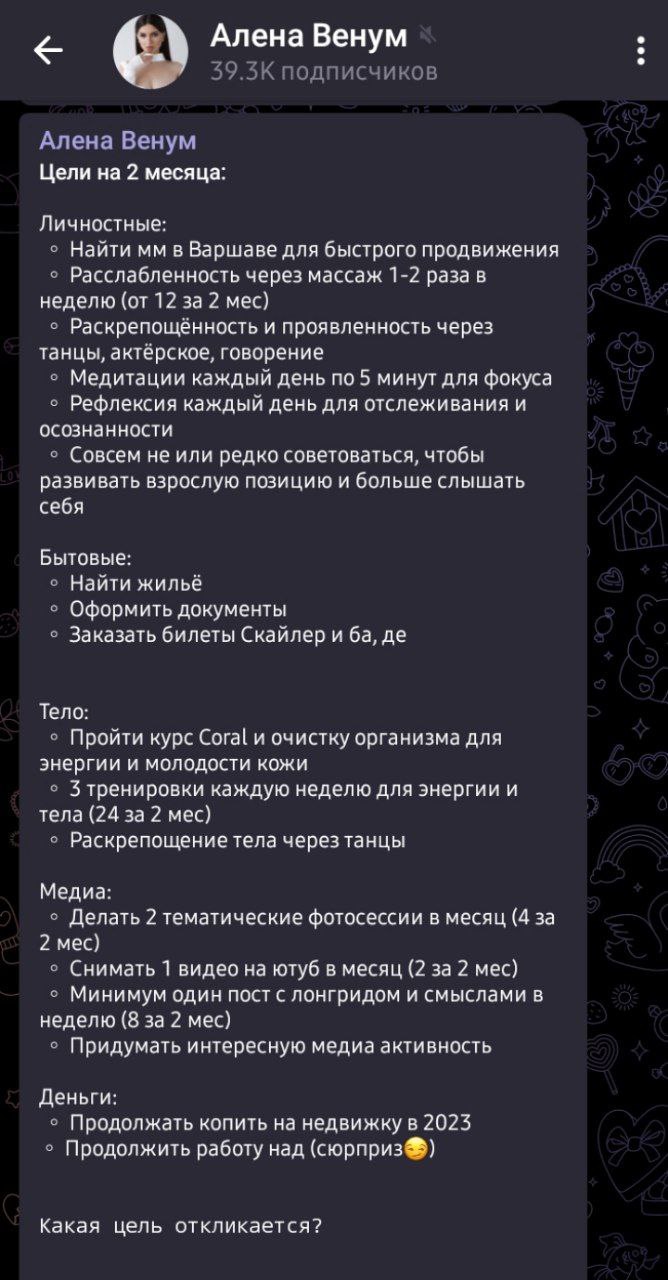 Алена Венум
39.3K подписчиков
Алена Венум
Цели на 2 месяца:
Личностные:
◦ Найти мм в Варшаве для быстрого продвижения
◦ Расслабленность через массаж 1-2 раза в
неделю (от 12 за 2 мес)
◦ Раскрепощённость и проявленность через
танцы, актёрское, говорение
◦ Медитации каждый день по 5 минут для фокуса
◦ Рефлексия каждый день для отслеживания и
осознанности
◦ Совсем не или редко советоваться, чтобы
развивать взрослую позицию и больше слышать
себя
Бытовые:
◦ Найти жильё
◦ Оформить документы
◦ Заказать билеты Скайлер и ба, де
Тело:
◦ Пройти курс Coral и очистку организма для
энергии и молодости кожи
◦ 3 тренировки каждую неделю для энергии и
тела (24 за 2 мес)
◦ Раскрепощение тела через танцы
Медиа:
◦ Делать 2 тематические фотосессии в месяц (4 за
2 мес)
◦ Снимать 1 видео на ютуб в месяц (2 за 2 мес)
◦ Минимум один пост с лонгридом и смыслами в
неделю (8 за 2 мес)
◦ Придумать интересную медиа активность
Деньги:
◦ Продолжать копить на недвижку в 2023
◦ Продолжить работу над (сюрприз😏)
Какая цель откликается?